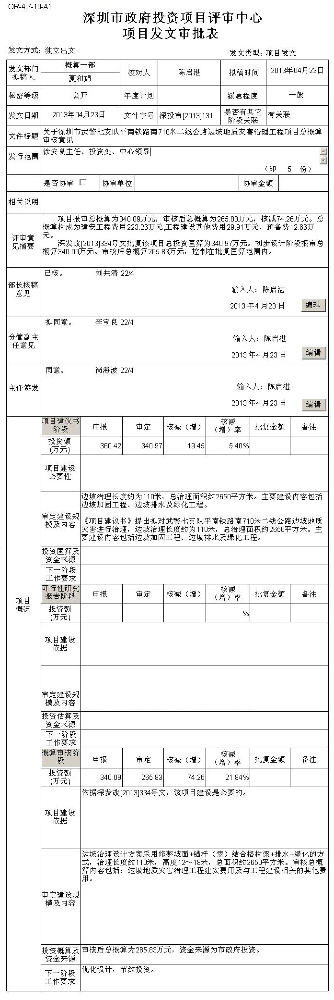 QR-4.7-19-A1
深圳市政府投资项目评审中心
项目发文审批表
发文方式：独立出文
发文类型：项目发文
发文部门
拟稿人
概算一部
夏和娟
校对人
陈启湛
拟稿时间
2013年04月22日
秘密等级
公开
年度计划
缓急程度
一般
发文日期
2013年04月23日
文件字号
深投审[2013]131
是否有其它
阶段关联
有关联
文件标题
关于深圳市武警七支队平南铁路南710米二线公路边坡地质灾害治理工程项目总概算
审核意见
发行范围
徐安良主任、投资处、中心领导
（印 5 份）
是否协审
协审单位
协审金额
相关说明
评审意
见摘要
项目报审总概算为340.09万元，审核后总概算为265.83万元，核减74.26万元。总
概算构成为建安工程费用223.26万元,工程建设其他费用29.91万元，预备费12.66万
元。
深发改[2013]334号文批复该项目总投资匡算为340.97万元。初步设计阶段报审总
概算340.09万元。审核后总概算265.83万元，控制在批复匡算范围内。
部长核稿
意见
已核。 刘共清 22/4
输入人：陈启湛
2013年4月23日
编辑
分管副主
任意见
拟同意。 李宝良 22/4
输入人：陈启湛
2013年4月23日
编辑
主任签发
同意。 尚海波 22/4
输入人：陈启湛
2013年4月23日
编辑
项目
概况
项目建议书
阶段
申报
审定
核减（增）
核减
（增）率
批复金额
备注
投资额
(万元)
360.42
340.97
19.45
5.40%
项目建设
必要性
审定建设规
模及内容
边坡治理长度约为110米，总治理面积约2650平方米。主要建设内容包括
边坡加固工程、边坡排水及绿化工程。
《项目建议书》提出拟对武警七支队平南铁路南710米二线公路边坡地质
灾害进行治理，边坡治理长度约为110米，总治理面积约2650平方米。主
要建设内容包括边坡加固工程、边坡排水及绿化工程。
投资匡算及
资金来源
下一阶段
工作要求
可行性研究
报告阶段
申报
审定
核减（增）
核减
（增）率
批复金额
备注
投资额
(万元)
%
项目建设
依据
审定建设规
模及内容
投资估算及
资金来源
下一阶段
工作要求
概算审核阶
段
申报
审定
核减（增）
核减
（增）率
批复金额
备注
投资额
(万元)
340.09
265.83
74.26
21.84%
项目建设
依据
依据深发改[2013]334号文，该项目建设是必要的。
审定建设规
模及内容
边坡治理设计方案采用修整坡面+锚杆（索）结合格构梁+排水+绿化的方
式，治理长度约110米，高度12～18米，总面积约2650平方米。审核总概
算内容包括：边坡地质灾害治理工程建安费用及与工程建设相关的其他费
用。
投资概算及
资金来源
审核后总概算为265.83万元，资金来源为市政府投资。
下一阶段
工作要求
优化设计，节约投资。